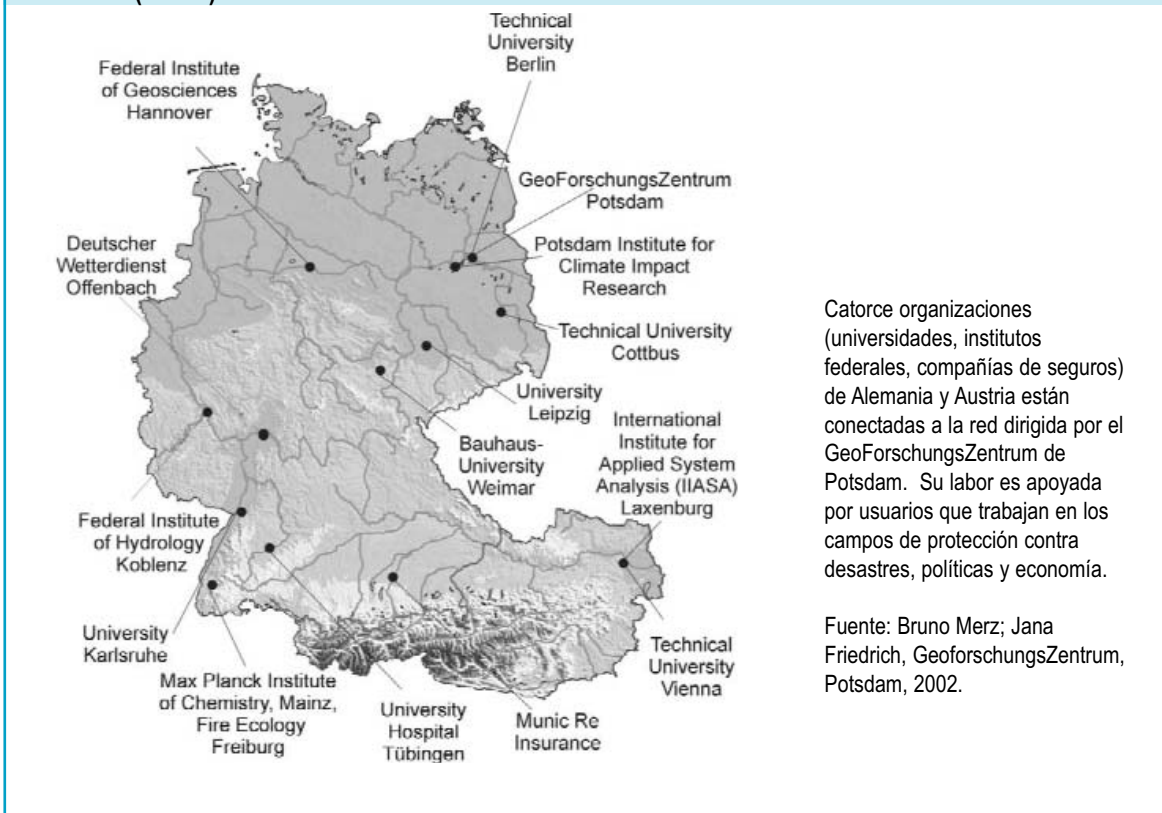 Technical
University
Berlin
Federal Institute
of Geosciences
Hannover
GeoForschungsZentrum
Potsdam
Deutscher
Wetterdienst
Offenbach
Potsdam Institute for
Climate Impact
Research
Technical University
Cottbus
University
Leipzig
International
Institute for
Applied System
Analysis (IIASA)
Laxenburg
Bauhaus-
University
Weimar
Federal Institute
of Hydrology
Koblenz
University
Karlsruhe
Max Planck Institute
of Chemistry, Mainz,
Fire Ecology
Freiburg
University
Hospital
Tübingen
Munic Re
Insurance
Technical
University
Vienna
Catorce organizaciones
(universidades, institutos
federales, compañías de seguros)
de Alemania y Austria están
conectadas a la red dirigida por el
GeoForschungsZentrum de
Potsdam. Su labor es apoyada
por usuarios que trabajan en los
campos de protección contra
desastres, políticas y economía.
Fuente: Bruno Merz; Jana
Friedrich, GeoforschungsZentrum,
Potsdam, 2002.